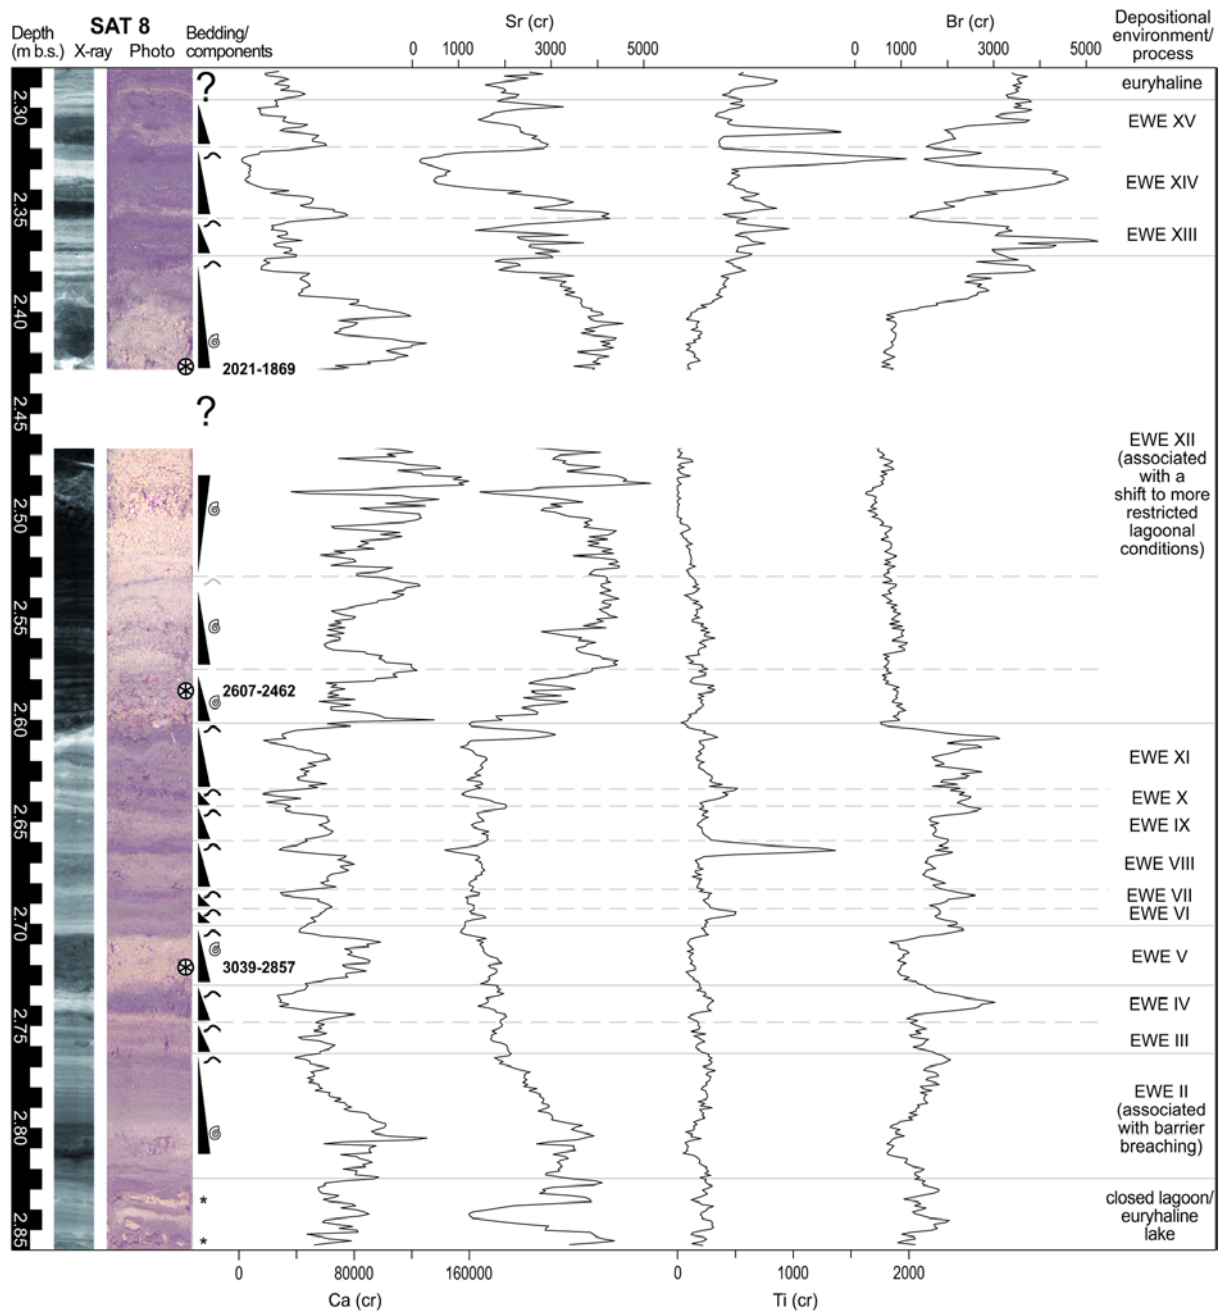 SAT 8
Depth
(m b.s.)
X-ray
Photo
Bedding/
components
Sr (cr)
0 1000 3000 5000
Br (cr)
0 1000 3000 5000
Depositional
environment/
process
2.30
2.35
2.40
2.45
2.50
2.55
2.60
2.65
2.70
2.75
2.80
2.85
?
2021-1869
?
2607-2462
3039-2857
*
*
euryhaline
EWE XV
EWE XIV
EWE XIII
EWE XII
(associated
with a
shift to more
restricted
lagoonal
conditions)
EWE XI
EWE X
EWE IX
EWE VIII
EWE VII
EWE VI
EWE V
EWE IV
EWE III
EWE II
(associated
with barrier
breaching)
closed lagoon/
euryhaline
lake
0 80000 160000
Ca (cr)
0 1000 2000
Ti (cr)